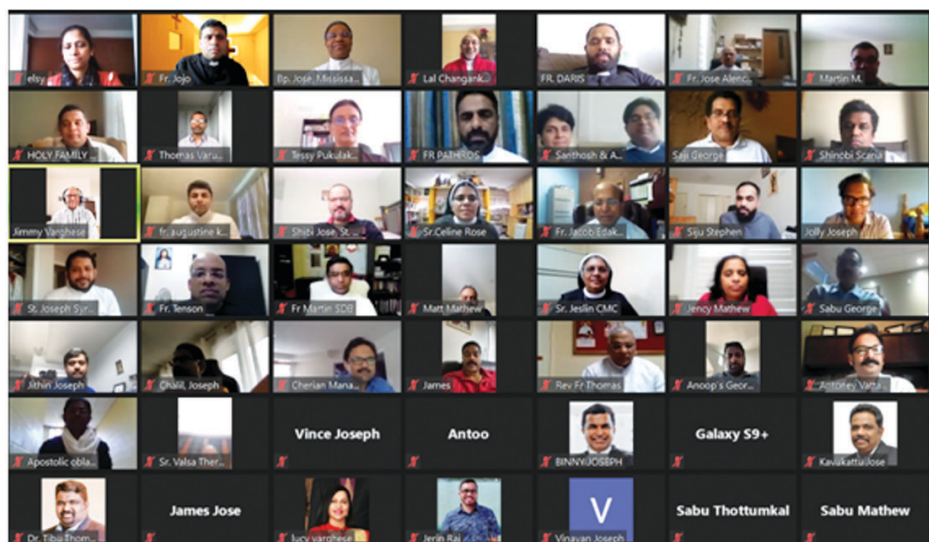 elsy
Fr. Jojo
Bp. Jose, Mississa...
Lal Changank...
FR. DARIS
Fr. Jose Alenc...
Martin M.
HOLY FAMILY ...
Thomas Varu...
Tessy Pukulak...
FR PATHROS
Santhosh & A...
Saji George
Shinobi Scaria
Jimmy Varghese
fr. augustine k...
Shibi Jose, St. ...
Sr.Celine Rose
Fr. Jacob Edak...
Siju Stephen
Jolly Joseph
St. Joseph Syr...
Fr. Tenson
Fr Martin SDB
Matt Mathew
Sr. Jeslin CMC
Jency Mathew
Sabu George
Jithin Joseph
Chalil, Joseph
Cherian Mana...
James
Rev Fr Thomas
Anoop's Geor...
Antoney Vatta...
Apostolic obla...
Sr. Valsa Ther...
Vince Joseph
Antoo
BINNY JOSEPH
Galaxy S9+
Kavukattu Jose
Dr. Tibu Thom...
James Jose
lucy varghese
Jerin Raj
V
Vinayan Joseph
Sabu Thottumkal
Sabu Mathew